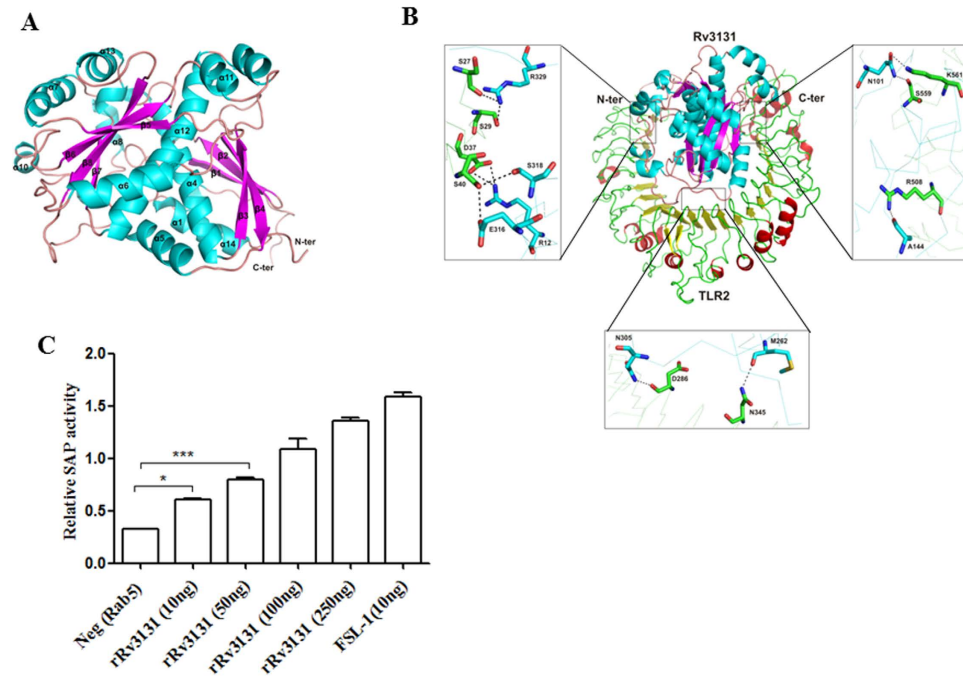 A
α13
α7
α11
β5
α12
α10
α8
β2
β6
β8
β7
β1
α4
α6
α1
β3
β4
α5
α14
N-ter
C-ter
B
Rv3131
N-ter
C-ter
TLR2
S27
R329
S29
D37
S318
S40
E316
R12
N101
K561
S559
R508
A144
N305
M262
D286
N345
C
Relative SAP activity
2.0
1.5
1.0
0.5
0.0
***
*
Neg (Rab5)
rRv3131 (10ng)
rRv3131 (50ng)
rRv3131 (100ng)
rRv3131 (250ng)
FSL-1(10ng)